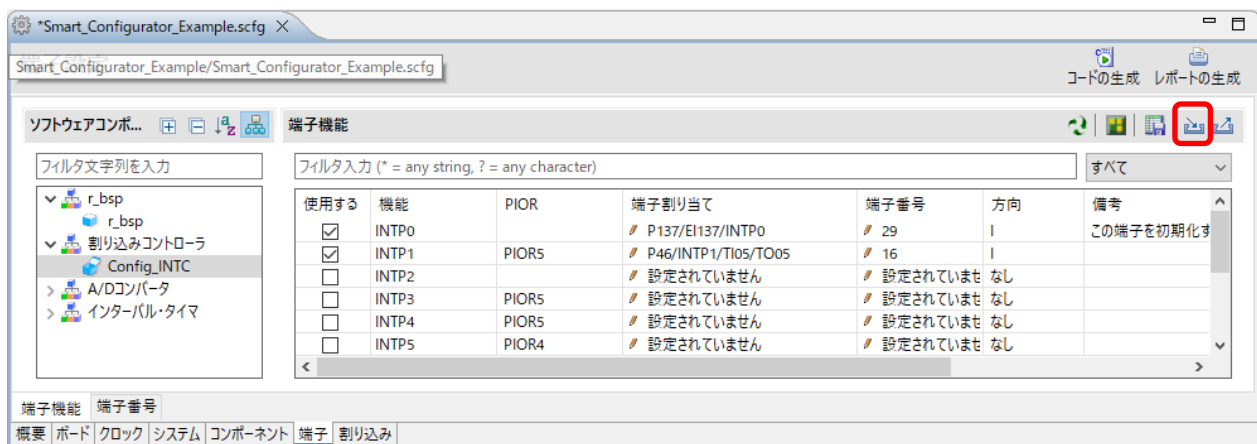 *Smart_Configurator_Example.scfg
Smart_Configurator_Example/Smart_Configurator_Example.scfg
コードの生成 レポートの生成
ソフトウェアコンポ... 端子機能
フィルタ文字列を入力 フィルタ入力 (* = any string, ? = any character) すべて
r_bsp
r_bsp
割り込みコントローラ
Config_INTC
A/Dコンバータ
インターバル・タイマ
使用する 機能 PIOR 端子割り当て 端子番号 方向 備考
INTP0 P137/EI137/INTP0 29 I この端子を初期化す
INTP1 PIOR5 P46/INTP1/TI05/TO05 16 I
INTP2 設定されていません 設定されていませ なし
INTP3 PIOR5 設定されていません 設定されていませ なし
INTP4 PIOR5 設定されていません 設定されていませ なし
INTP5 PIOR4 設定されていません 設定されていませ なし
端子機能 端子番号
概要 ボード クロック システム コンポーネント 端子 割り込み